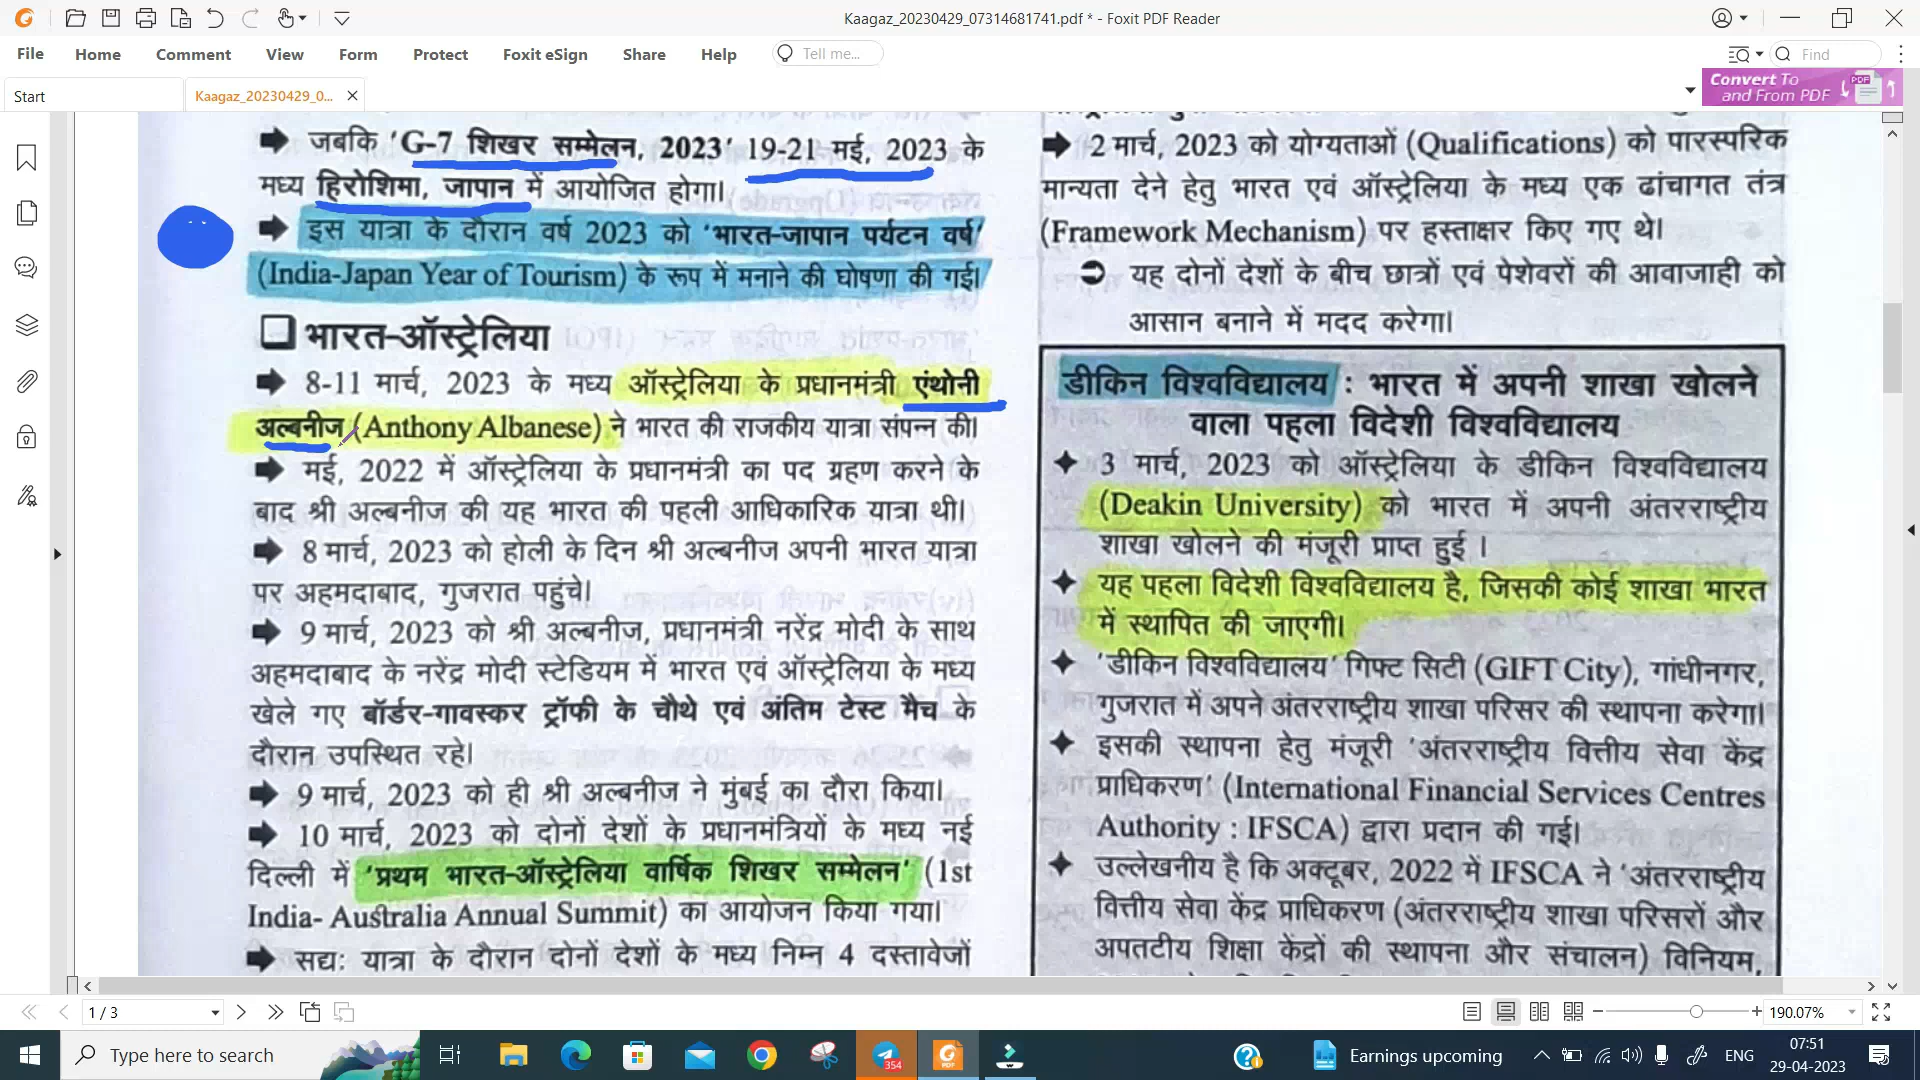 Kaagaz_20230429_07314681741.pdf * - Foxit PDF Reader
File Home Comment View Form Protect Foxit eSign Share Help Tell me... Find
Start Kaagaz_20230429_0...
Convert To
and From PDF
➡ जबकि 'G-7 शिखर सम्मेलन, 2023' 19-21 मई, 2023 के
मध्य हिरोशिमा, जापान में आयोजित होगा।
➡ इस यात्रा के दौरान वर्ष 2023 को 'भारत-जापान पर्यटन वर्ष'
(India-Japan Year of Tourism) के रूप में मनाने की घोषणा की गई।
❑ भारत-ऑस्ट्रेलिया
➡ 8-11 मार्च, 2023 के मध्य ऑस्ट्रेलिया के प्रधानमंत्री एंथोनी
अल्बनीज (Anthony Albanese) ने भारत की राजकीय यात्रा संपन्न की।
➡ मई, 2022 में ऑस्ट्रेलिया के प्रधानमंत्री का पद ग्रहण करने के
बाद श्री अल्बनीज की यह भारत की पहली आधिकारिक यात्रा थी।
➡ 8 मार्च, 2023 को होली के दिन श्री अल्बनीज अपनी भारत यात्रा
पर अहमदाबाद, गुजरात पहुंचे।
➡ 9 मार्च, 2023 को श्री अल्बनीज, प्रधानमंत्री नरेंद्र मोदी के साथ
अहमदाबाद के नरेंद्र मोदी स्टेडियम में भारत एवं ऑस्ट्रेलिया के मध्य
खेले गए बॉर्डर-गावस्कर ट्रॉफी के चौथे एवं अंतिम टेस्ट मैच के
दौरान उपस्थित रहे।
➡ 9 मार्च, 2023 को ही श्री अल्बनीज ने मुंबई का दौरा किया।
➡ 10 मार्च, 2023 को दोनों देशों के प्रधानमंत्रियों के मध्य नई
दिल्ली में 'प्रथम भारत-ऑस्ट्रेलिया वार्षिक शिखर सम्मेलन' (1st
India- Australia Annual Summit) का आयोजन किया गया।
➡ सद्यः यात्रा के दौरान दोनों देशों के मध्य निम्न 4 दस्तावेजों
➡ 2 मार्च, 2023 को योग्यताओं (Qualifications) को पारस्परिक
मान्यता देने हेतु भारत एवं ऑस्ट्रेलिया के मध्य एक ढांचागत तंत्र
(Framework Mechanism) पर हस्ताक्षर किए गए थे।
➲ यह दोनों देशों के बीच छात्रों एवं पेशेवरों की आवाजाही को
आसान बनाने में मदद करेगा।
डीकिन विश्वविद्यालय : भारत में अपनी शाखा खोलने
वाला पहला विदेशी विश्वविद्यालय
✦ 3 मार्च, 2023 को ऑस्ट्रेलिया के डीकिन विश्वविद्यालय
(Deakin University) को भारत में अपनी अंतरराष्ट्रीय
शाखा खोलने की मंजूरी प्राप्त हुई ।
✦ यह पहला विदेशी विश्वविद्यालय है, जिसकी कोई शाखा भारत
में स्थापित की जाएगी।
✦ 'डीकिन विश्वविद्यालय' गिफ्ट सिटी (GIFT City), गांधीनगर,
गुजरात में अपने अंतरराष्ट्रीय शाखा परिसर की स्थापना करेगा।
✦ इसकी स्थापना हेतु मंजूरी 'अंतरराष्ट्रीय वित्तीय सेवा केंद्र
प्राधिकरण' (International Financial Services Centres
Authority : IFSCA) द्वारा प्रदान की गई।
✦ उल्लेखनीय है कि अक्टूबर, 2022 में IFSCA ने 'अंतरराष्ट्रीय
वित्तीय सेवा केंद्र प्राधिकरण (अंतरराष्ट्रीय शाखा परिसरों और
अपतटीय शिक्षा केंद्रों की स्थापना और संचालन) विनियम,
1 / 3 190.07%
Type here to search 354 Earnings upcoming ENG 07:51
29-04-2023